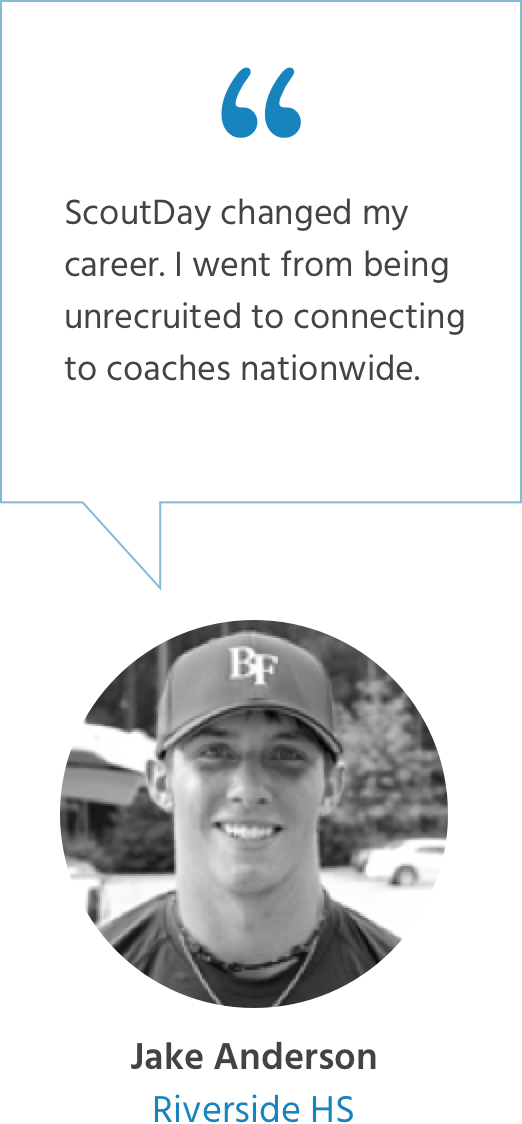 “
ScoutDay changed my
career. I went from being
unrecruited to connecting
to coaches nationwide.
BF
Jake Anderson
Riverside HS